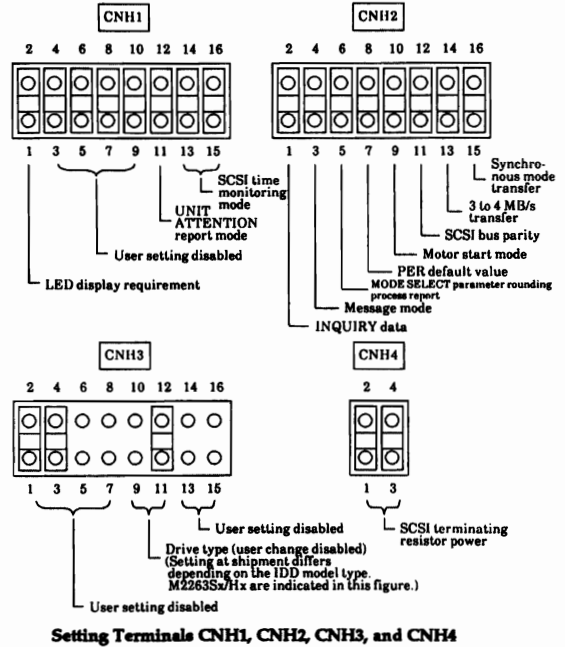 CNH1
CNH2
2 4 6 8 10 12 14 16
2 4 6 8 10 12 14 16
1 3 5 7 9 11 13 15
1 3 5 7 9 11 13 15
SCSI time
monitoring
mode
UNIT
ATTENTION
report mode
User setting disabled
LED display requirement
Synchro-
nous mode
transfer
3 to 4 MB/s
transfer
SCSI bus parity
Motor start mode
PER default value
MODE SELECT parameter rounding
process report
Message mode
INQUIRY data
CNH3
CNH4
2 4 6 8 10 12 14 16
2 4
1 3 5 7 9 11 13 15
1 3
User setting disabled
Drive type (user change disabled)
(Setting at shipment differs
depending on the IDD model type.
M2263Sx/Hx are indicated in this figure.)
User setting disabled
SCSI terminating
resistor power
Setting Terminals CNH1, CNH2, CNH3, and CNH4